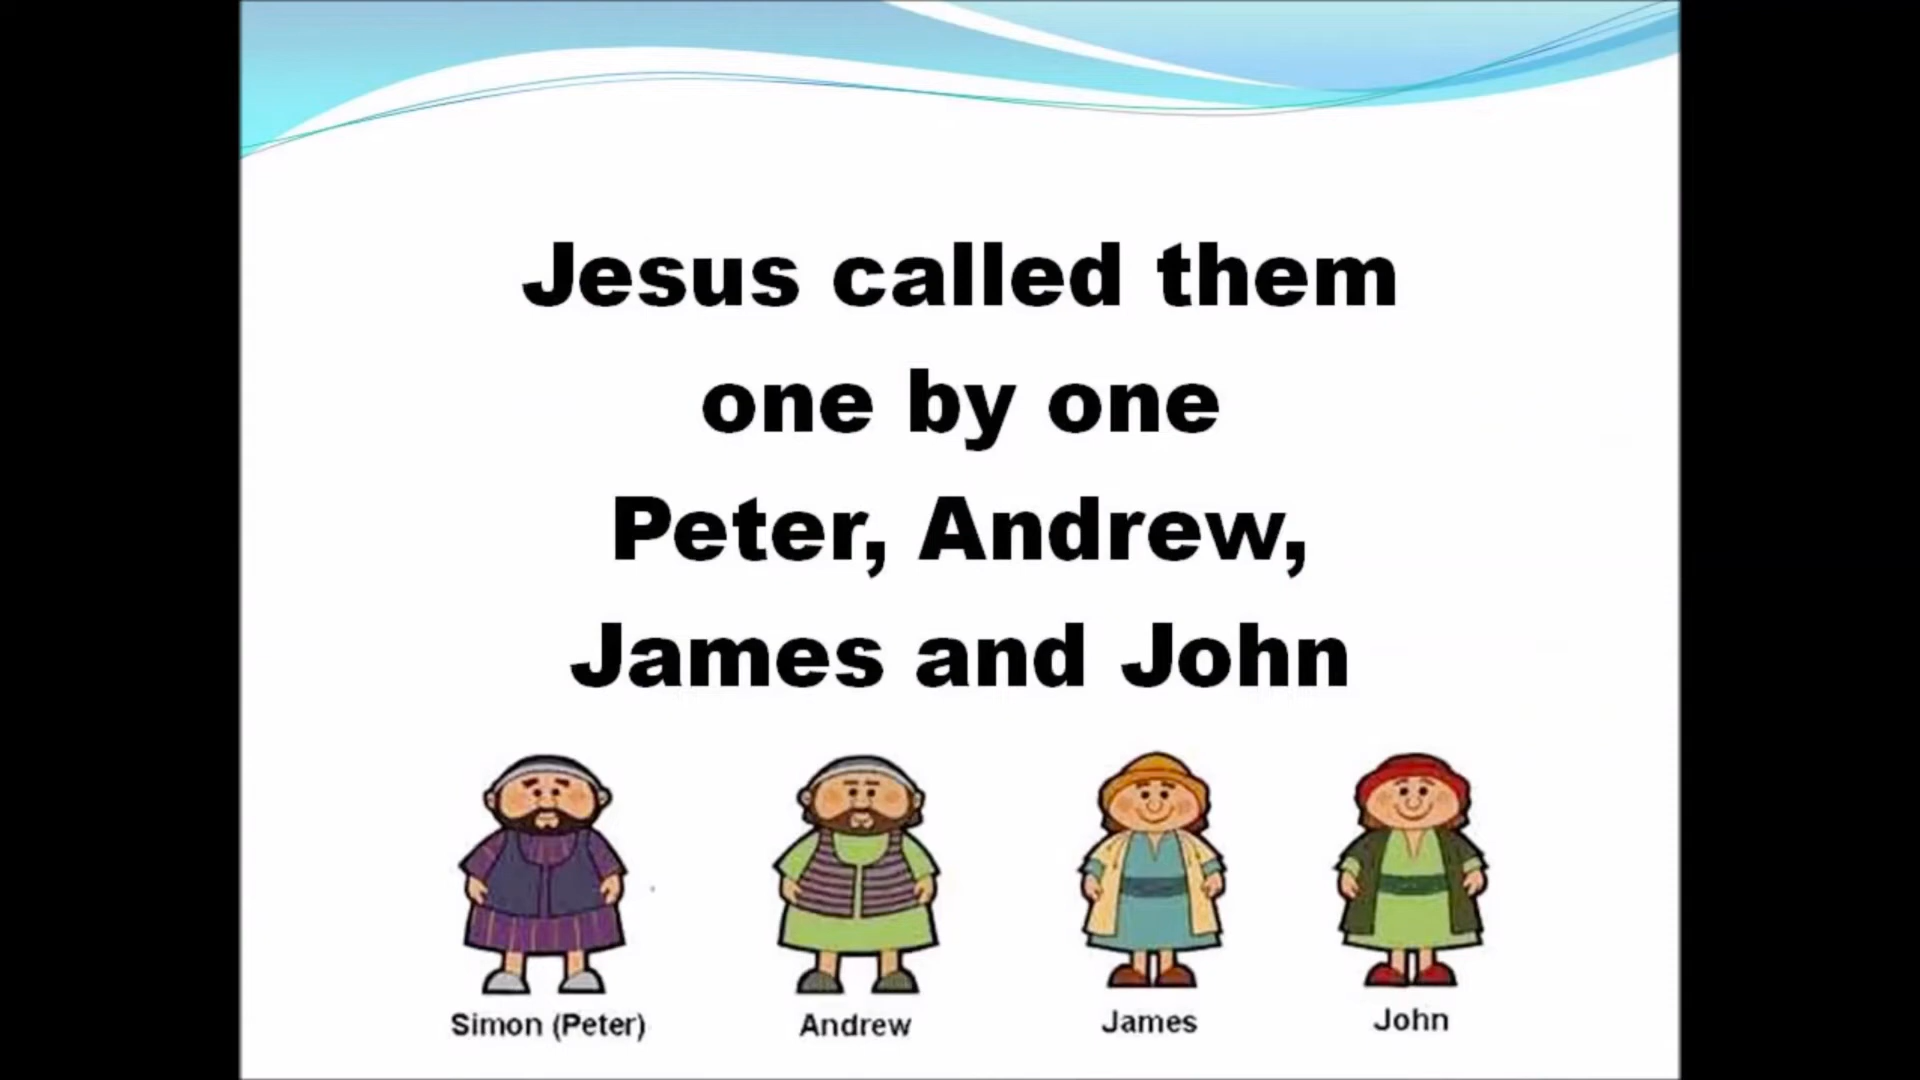 Jesus called them
one by one
Peter, Andrew,
James and John
Simon (Peter)
Andrew
James
John